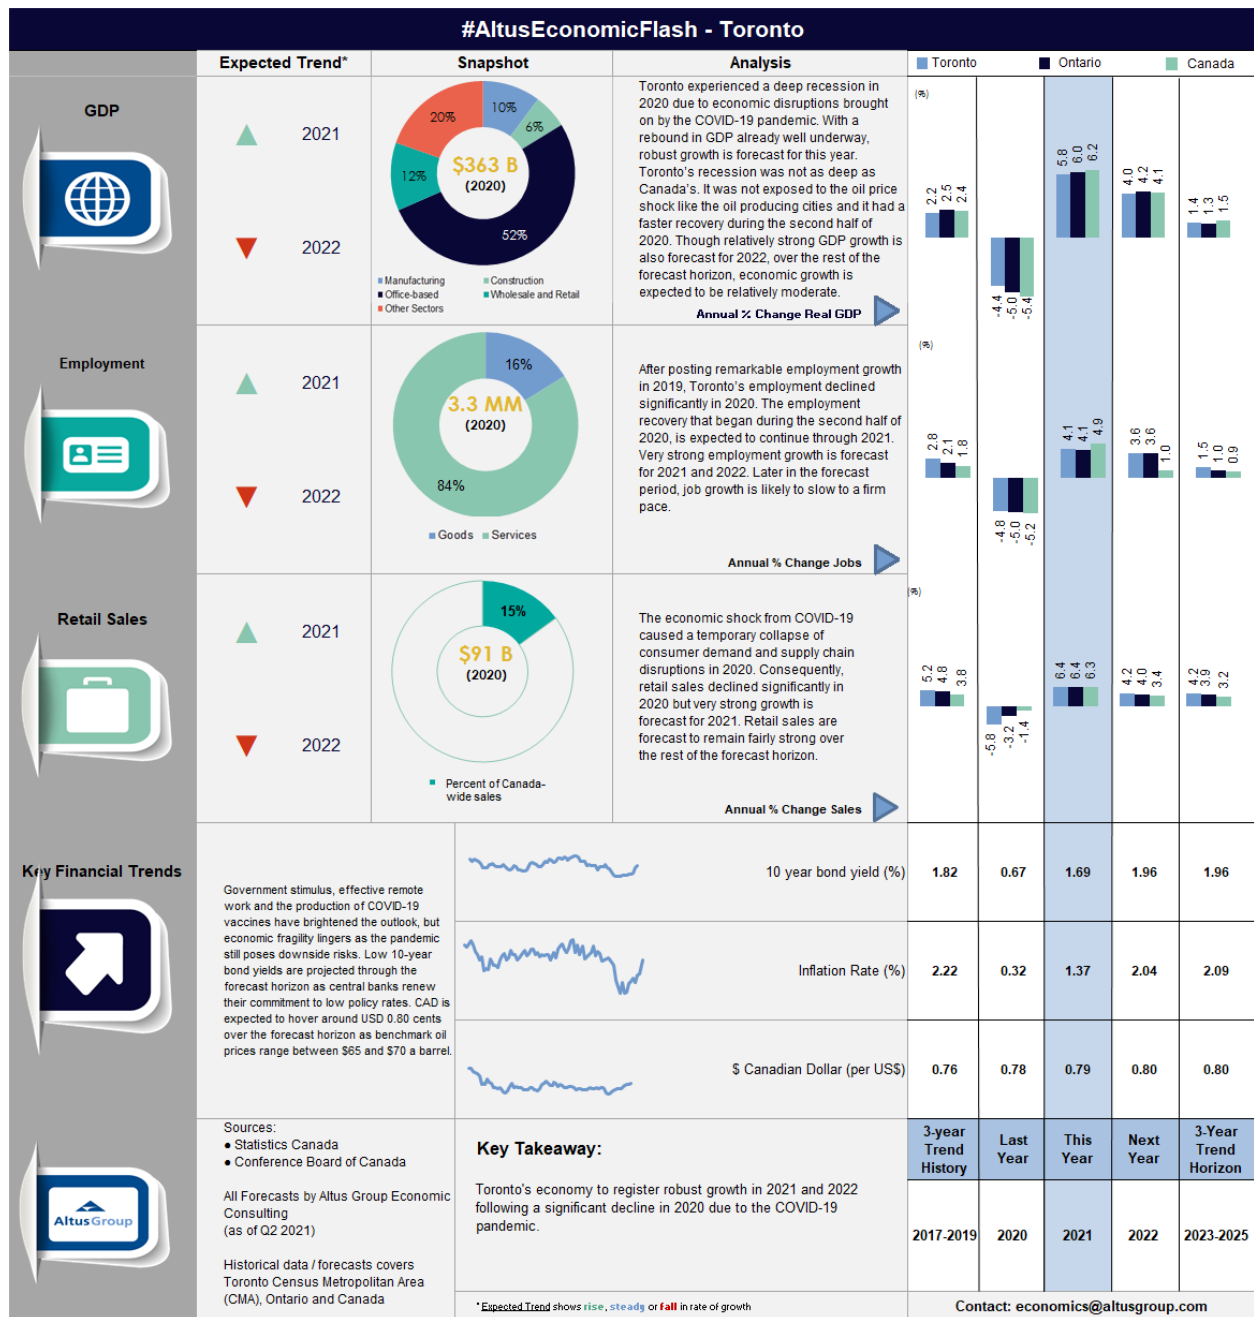 #AltusEconomicFlash - Toronto
Expected Trend*
Snapshot
Analysis
Toronto
Ontario
Canada
GDP
2021
2022
10%
6%
52%
12%
20%
$363 B
(2020)
Manufacturing
Construction
Office-based
Wholesale and Retail
Other Sectors
Toronto experienced a deep recession in
2020 due to economic disruptions brought
on by the COVID-19 pandemic. With a
rebound in GDP already well underway,
robust growth is forecast for this year.
Toronto's recession was not as deep as
Canada's. It was not exposed to the oil price
shock like the oil producing cities and it had a
faster recovery during the second half of
2020. Though relatively strong GDP growth is
also forecast for 2022, over the rest of the
forecast horizon, economic growth is
expected to be relatively moderate.
Annual % Change Real GDP
(%)
2.2
2.5
2.4
-4.4
-5.0
-5.4
5.8
6.0
6.2
4.0
4.2
4.1
1.4
1.3
1.5
Employment
2021
2022
16%
84%
3.3 MM
(2020)
Goods
Services
After posting remarkable employment growth
in 2019, Toronto's employment declined
significantly in 2020. The employment
recovery that began during the second half of
2020, is expected to continue through 2021.
Very strong employment growth is forecast
for 2021 and 2022. Later in the forecast
period, job growth is likely to slow to a firm
pace.
Annual % Change Jobs
(%)
2.8
2.1
1.8
-4.8
-5.0
-5.2
4.1
4.1
4.9
3.6
3.6
1.0
1.5
1.0
0.9
Retail Sales
2021
2022
15%
$91 B
(2020)
Percent of Canada-
wide sales
The economic shock from COVID-19
caused a temporary collapse of
consumer demand and supply chain
disruptions in 2020. Consequently,
retail sales declined significantly in
2020 but very strong growth is
forecast for 2021. Retail sales are
forecast to remain fairly strong over
the rest of the forecast horizon.
Annual % Change Sales
(%)
5.2
4.8
3.8
-5.8
-3.2
-1.4
6.4
6.4
6.3
4.2
4.0
3.4
4.2
3.9
3.2
Key Financial Trends
Government stimulus, effective remote
work and the production of COVID-19
vaccines have brightened the outlook, but
economic fragility lingers as the pandemic
still poses downside risks. Low 10-year
bond yields are projected through the
forecast horizon as central banks renew
their commitment to low policy rates. CAD is
expected to hover around USD 0.80 cents
over the forecast horizon as benchmark oil
prices range between $65 and $70 a barrel.
10 year bond yield (%)
1.82
0.67
1.69
1.96
1.96
Inflation Rate (%)
2.22
0.32
1.37
2.04
2.09
$ Canadian Dollar (per US$)
0.76
0.78
0.79
0.80
0.80
AltusGroup
Sources:
● Statistics Canada
● Conference Board of Canada
All Forecasts by Altus Group Economic
Consulting
(as of Q2 2021)
Historical data / forecasts covers
Toronto Census Metropolitan Area
(CMA), Ontario and Canada
Key Takeaway:
Toronto's economy to register robust growth in 2021 and 2022
following a significant decline in 2020 due to the COVID-19
pandemic.
*Expected Trend shows rise, steady or fall in rate of growth
3-year
Trend
History
Last
Year
This
Year
Next
Year
3-Year
Trend
Horizon
2017-2019
2020
2021
2022
2023-2025
Contact: economics@altusgroup.com